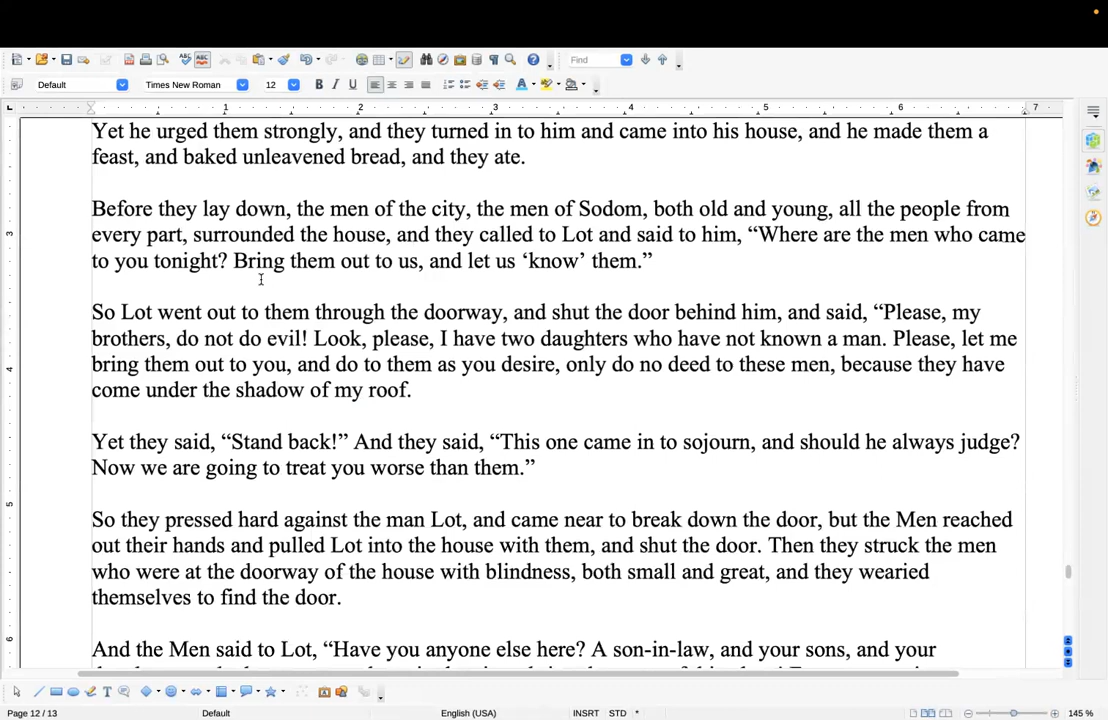 Find
Default
Times New Roman
12
1 2 3 4 5 6 7
Yet he urged them strongly, and they turned in to him and came into his house, and he made them a
feast, and baked unleavened bread, and they ate.
Before they lay down, the men of the city, the men of Sodom, both old and young, all the people from
every part, surrounded the house, and they called to Lot and said to him, “Where are the men who came
to you tonight? Bring them out to us, and let us ‘know’ them.”
So Lot went out to them through the doorway, and shut the door behind him, and said, “Please, my
brothers, do not do evil! Look, please, I have two daughters who have not known a man. Please, let me
bring them out to you, and do to them as you desire, only do no deed to these men, because they have
come under the shadow of my roof.
Yet they said, “Stand back!” And they said, “This one came in to sojourn, and should he always judge?
Now we are going to treat you worse than them.”
So they pressed hard against the man Lot, and came near to break down the door, but the Men reached
out their hands and pulled Lot into the house with them, and shut the door. Then they struck the men
who were at the doorway of the house with blindness, both small and great, and they wearied
themselves to find the door.
And the Men said to Lot, “Have you anyone else here? A son-in-law, and your sons, and your
3
4
5
6
Page 12 / 13
Default
English (USA)
INSRT
STD
*
145 %